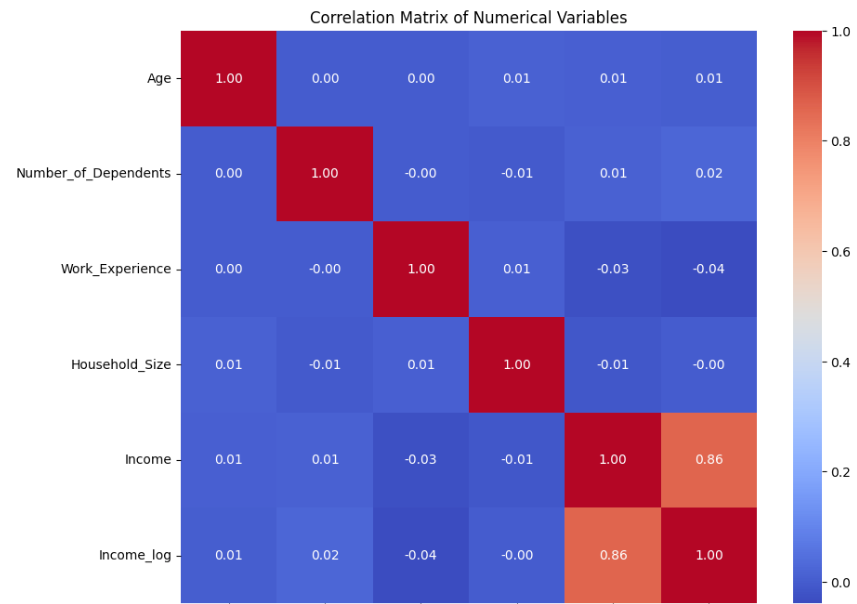 Correlation Matrix of Numerical Variables
Age 1.00 0.00 0.00 0.01 0.01 0.01
Number_of_Dependents 0.00 1.00 -0.00 -0.01 0.01 0.02
Work_Experience 0.00 -0.00 1.00 0.01 -0.03 -0.04
Household_Size 0.01 -0.01 0.01 1.00 -0.01 -0.00
Income 0.01 0.01 -0.03 -0.01 1.00 0.86
Income_log 0.01 0.02 -0.04 -0.00 0.86 1.00
1.0
0.8
0.6
0.4
0.2
0.0